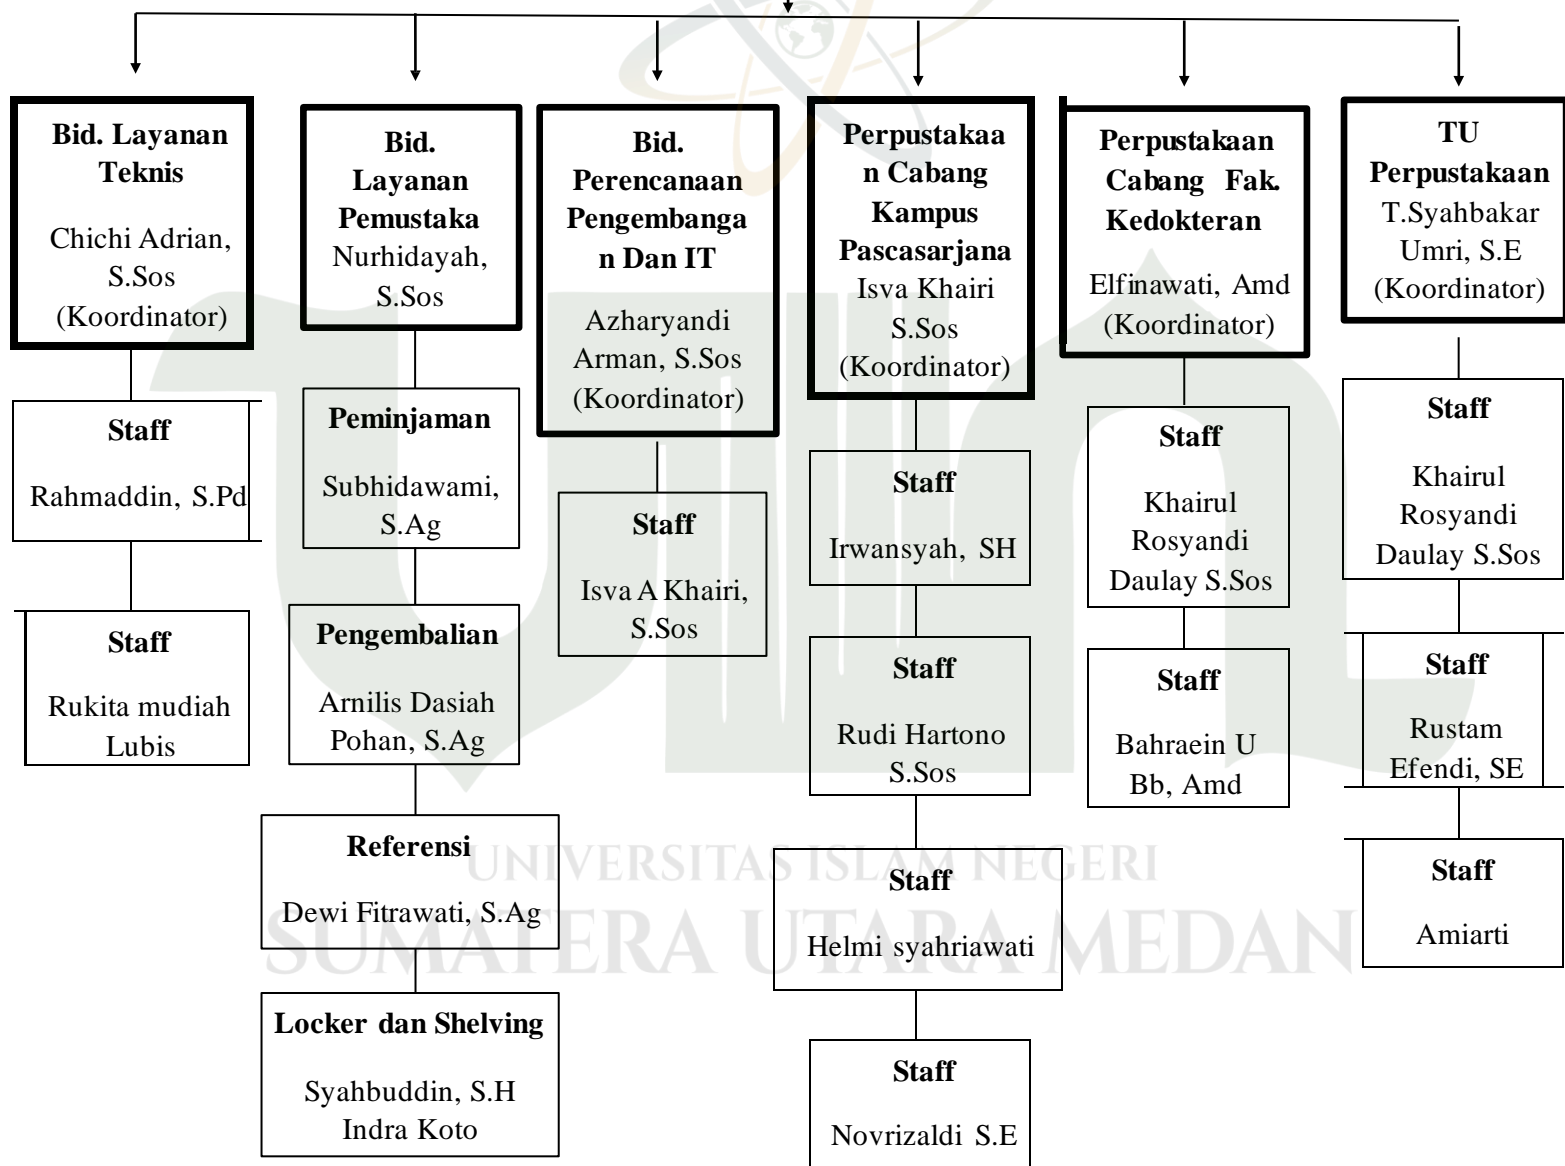 Bid. Layanan
Teknis
Chichi Adrian,
S.Sos
(Koordinator)
Staff
Rahmaddin, S.Pd
Staff
Rukita mudiah
Lubis
Bid.
Layanan
Pemustaka
Nurhidayah,
S.Sos
Peminjaman
Subhidawami,
S.Ag
Pengembalian
Arnilis Dasiah
Pohan, S.Ag
Referensi
Dewi Fitrawati, S.Ag
Locker dan Shelving
Syahbuddin, S.H
Indra Koto
Bid.
Perencanaan
Pengembanga
n Dan IT
Azharyandi
Arman, S.Sos
(Koordinator)
Staff
Isva A Khairi,
S.Sos
Perpustakaa
n Cabang
Kampus
Pascasarjana
Isva Khairi
S.Sos
(Koordinator)
Staff
Irwansyah, SH
Staff
Rudi Hartono
S.Sos
Staff
Helmi syahriawati
Staff
Novrizaldi S.E
Perpustakaan
Cabang Fak.
Kedokteran
Elfinawati, Amd
(Koordinator)
Staff
Khairul
Rosyandi
Daulay S.Sos
Staff
Bahraein U
Bb, Amd
TU
Perpustakaan
T.Syahbakar
Umri, S.E
(Koordinator)
Staff
Khairul
Rosyandi
Daulay S.Sos
Staff
Rustam
Efendi, SE
Staff
Amiarti
UNIVERSITAS ISLAM NEGERI
SUMATERA UTARA MEDAN